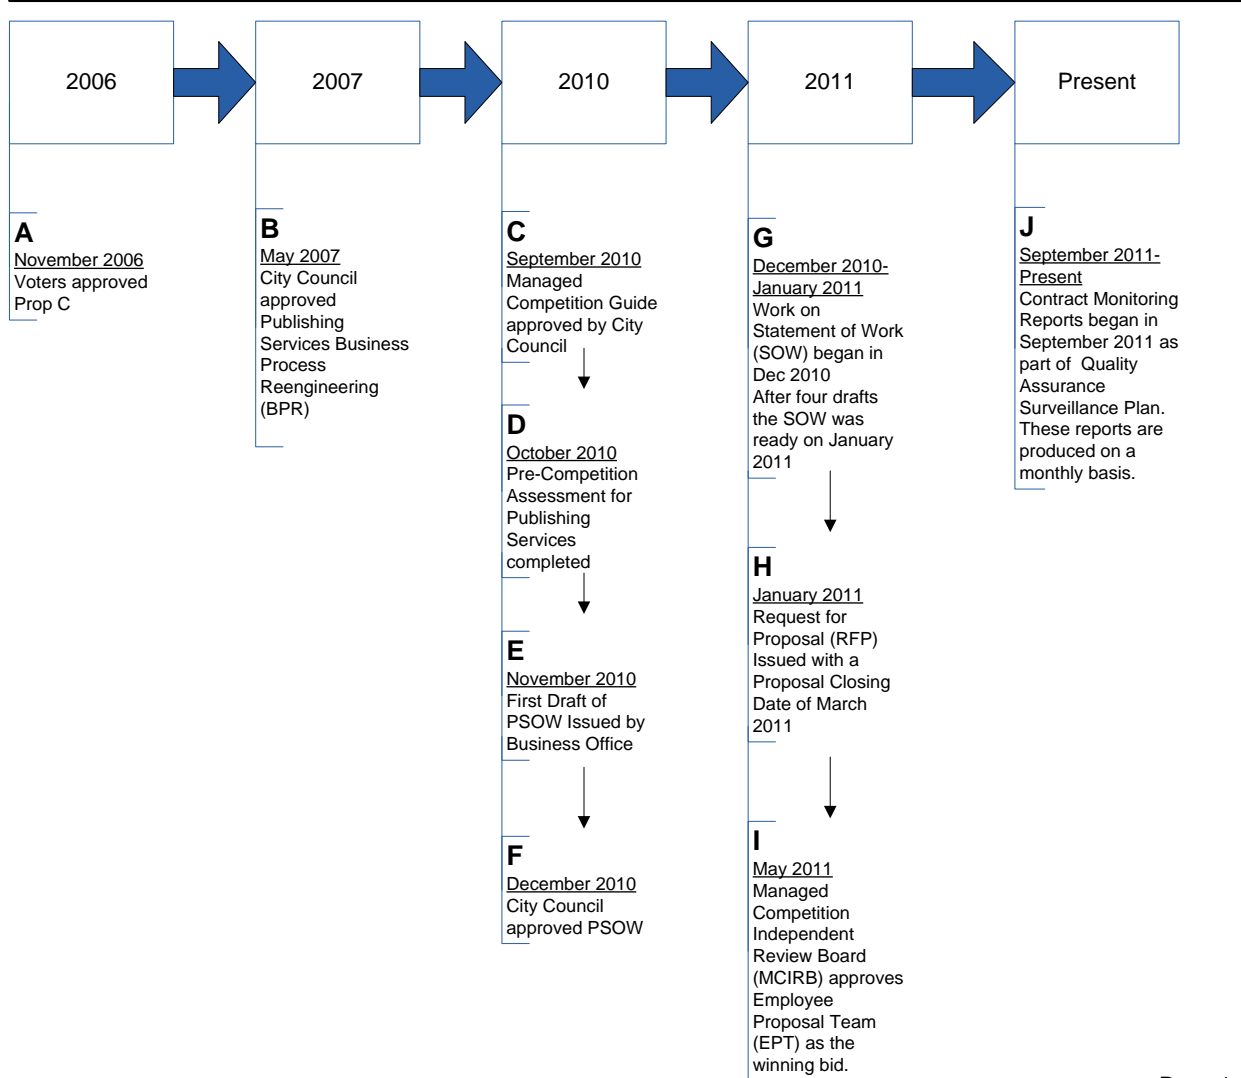 2006
2007
2010
2011
Present
A
November 2006
Voters approved
Prop C
B
May 2007
City Council
approved
Publishing
Services Business
Process
Reengineering
(BPR)
C
September 2010
Managed
Competition Guide
approved by City
Council
D
October 2010
Pre-Competition
Assessment for
Publishing
Services
completed
E
November 2010
First Draft of
PSOW Issued by
Business Office
F
December 2010
City Council
approved PSOW
G
December 2010-
January 2011
Work on
Statement of Work
(SOW) began in
Dec 2010
After four drafts
the SOW was
ready on January
2011
H
January 2011
Request for
Proposal (RFP)
Issued with a
Proposal Closing
Date of March
2011
I
May 2011
Managed
Competition
Independent
Review Board
(MCIRB) approves
Employee
Proposal Team
(EPT) as the
winning bid.
J
September 2011-
Present
Contract Monitoring
Reports began in
September 2011 as
part of  Quality
Assurance
Surveillance Plan.
These reports are
produced on a
monthly basis.